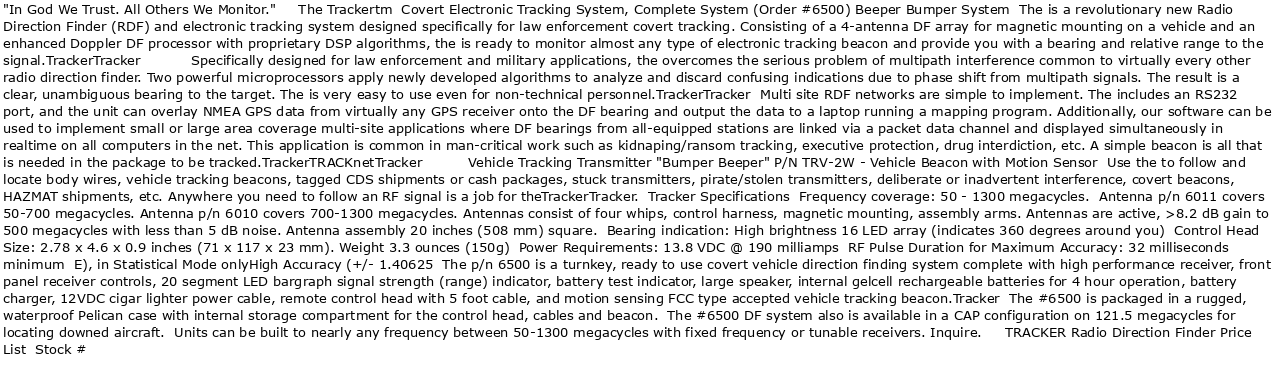 "In God We Trust. All Others We Monitor."     The Trackertm  Covert Electronic Tracking System, Complete System (Order #6500) Beeper Bumper System  The is a revolutionary new Radio
Direction Finder (RDF) and electronic tracking system designed specifically for law enforcement covert tracking. Consisting of a 4-antenna DF array for magnetic mounting on a vehicle and an
enhanced Doppler DF processor with proprietary DSP algorithms, the is ready to monitor almost any type of electronic tracking beacon and provide you with a bearing and relative range to the
signal.TrackerTracker          Specifically designed for law enforcement and military applications, the overcomes the serious problem of multipath interference common to virtually every other
radio direction finder. Two powerful microprocessors apply newly developed algorithms to analyze and discard confusing indications due to phase shift from multipath signals. The result is a
clear, unambiguous bearing to the target. The is very easy to use even for non-technical personnel.TrackerTracker  Multi site RDF networks are simple to implement. The includes an RS232
port, and the unit can overlay NMEA GPS data from virtually any GPS receiver onto the DF bearing and output the data to a laptop running a mapping program. Additionally, our software can be
used to implement small or large area coverage multi-site applications where DF bearings from all-equipped stations are linked via a packet data channel and displayed simultaneously in
realtime on all computers in the net. This application is common in man-critical work such as kidnaping/ransom tracking, executive protection, drug interdiction, etc. A simple beacon is all that
is needed in the package to be tracked.TrackerTRACKnetTracker          Vehicle Tracking Transmitter "Bumper Beeper" P/N TRV-2W - Vehicle Beacon with Motion Sensor  Use the to follow and
locate body wires, vehicle tracking beacons, tagged CDS shipments or cash packages, stuck transmitters, pirate/stolen transmitters, deliberate or inadvertent interference, covert beacons,
HAZMAT shipments, etc. Anywhere you need to follow an RF signal is a job for theTrackerTracker.  Tracker Specifications  Frequency coverage: 50 - 1300 megacycles.  Antenna p/n 6011 covers
50-700 megacycles. Antenna p/n 6010 covers 700-1300 megacycles. Antennas consist of four whips, control harness, magnetic mounting, assembly arms. Antennas are active, >8.2 dB gain to
500 megacycles with less than 5 dB noise. Antenna assembly 20 inches (508 mm) square.  Bearing indication: High brightness 16 LED array (indicates 360 degrees around you)  Control Head
Size: 2.78 x 4.6 x 0.9 inches (71 x 117 x 23 mm). Weight 3.3 ounces (150g)  Power Requirements: 13.8 VDC @ 190 milliamps  RF Pulse Duration for Maximum Accuracy: 32 milliseconds
minimum  E), in Statistical Mode onlyHigh Accuracy (+/- 1.40625  The p/n 6500 is a turnkey, ready to use covert vehicle direction finding system complete with high performance receiver, front
panel receiver controls, 20 segment LED bargraph signal strength (range) indicator, battery test indicator, large speaker, internal gelcell rechargeable batteries for 4 hour operation, battery
charger, 12VDC cigar lighter power cable, remote control head with 5 foot cable, and motion sensing FCC type accepted vehicle tracking beacon.Tracker  The #6500 is packaged in a rugged,
waterproof Pelican case with internal storage compartment for the control head, cables and beacon.  The #6500 DF system also is available in a CAP configuration on 121.5 megacycles for
locating downed aircraft.  Units can be built to nearly any frequency between 50-1300 megacycles with fixed frequency or tunable receivers. Inquire.     TRACKER Radio Direction Finder Price
List  Stock #